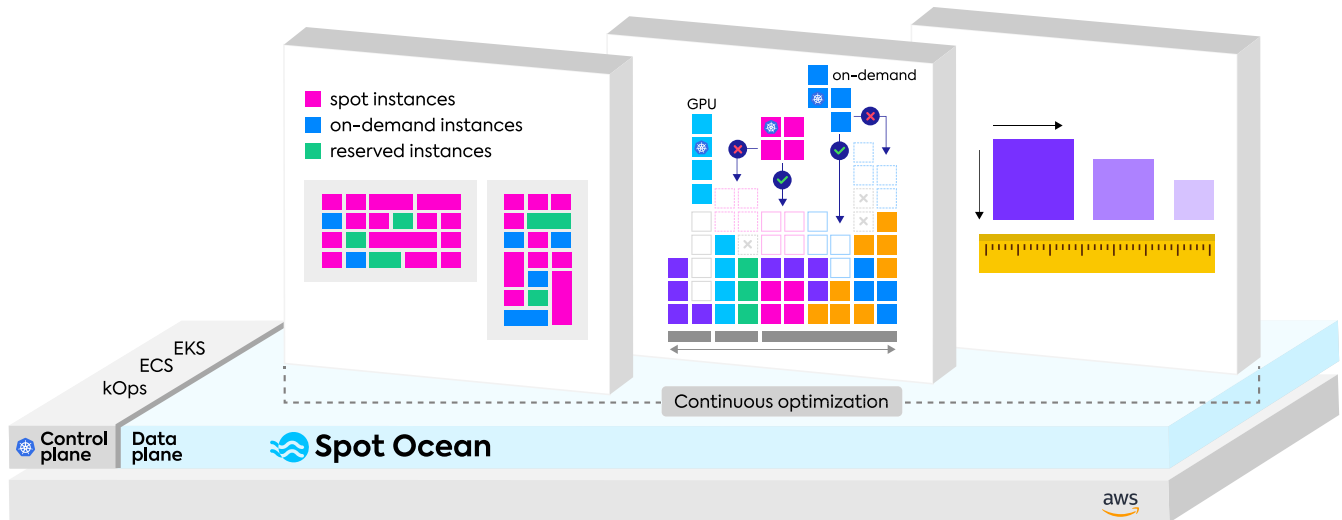 spot instances
on-demand instances
reserved instances
GPU
on-demand
EKS
ECS
kOps
Continuous optimization
Control
plane
Data
plane
Spot Ocean
aws